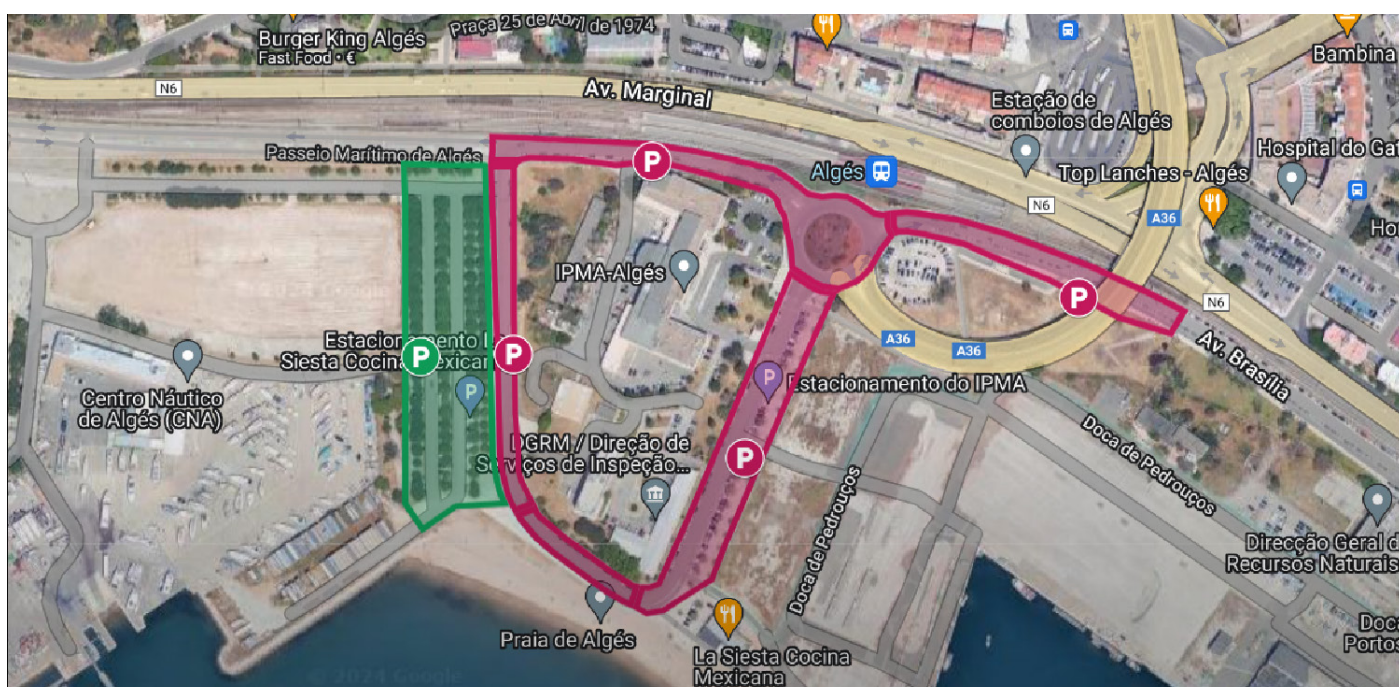 Praça 25 de Abril de 1974
Burger King Algés
Fast Food • €
Bambina
N6
Av. Marginal
Estação de
comboios de Algés
Passeio Marítimo de Algés
P
Algés
Hospital do Gat
Top Lanches - Algés
N6
A36
Ho
IPMA-Algés
P
N6
A36
A36
Av. Brasília
Estacionamento L
Siesta Cocina Mexican
P
P
P
P
Estacionamento do IPMA
Centro Náutico
de Algés (CNA)
DGRM / Direção de
Serviços de Inspeção...
P
Doca de Pedrouços
Doca de Pedrouços
Direcção Geral d
Recursos Naturais
Praia de Algés
La Siesta Cocina
Mexicana
Doca
Portos
© 2024 Google